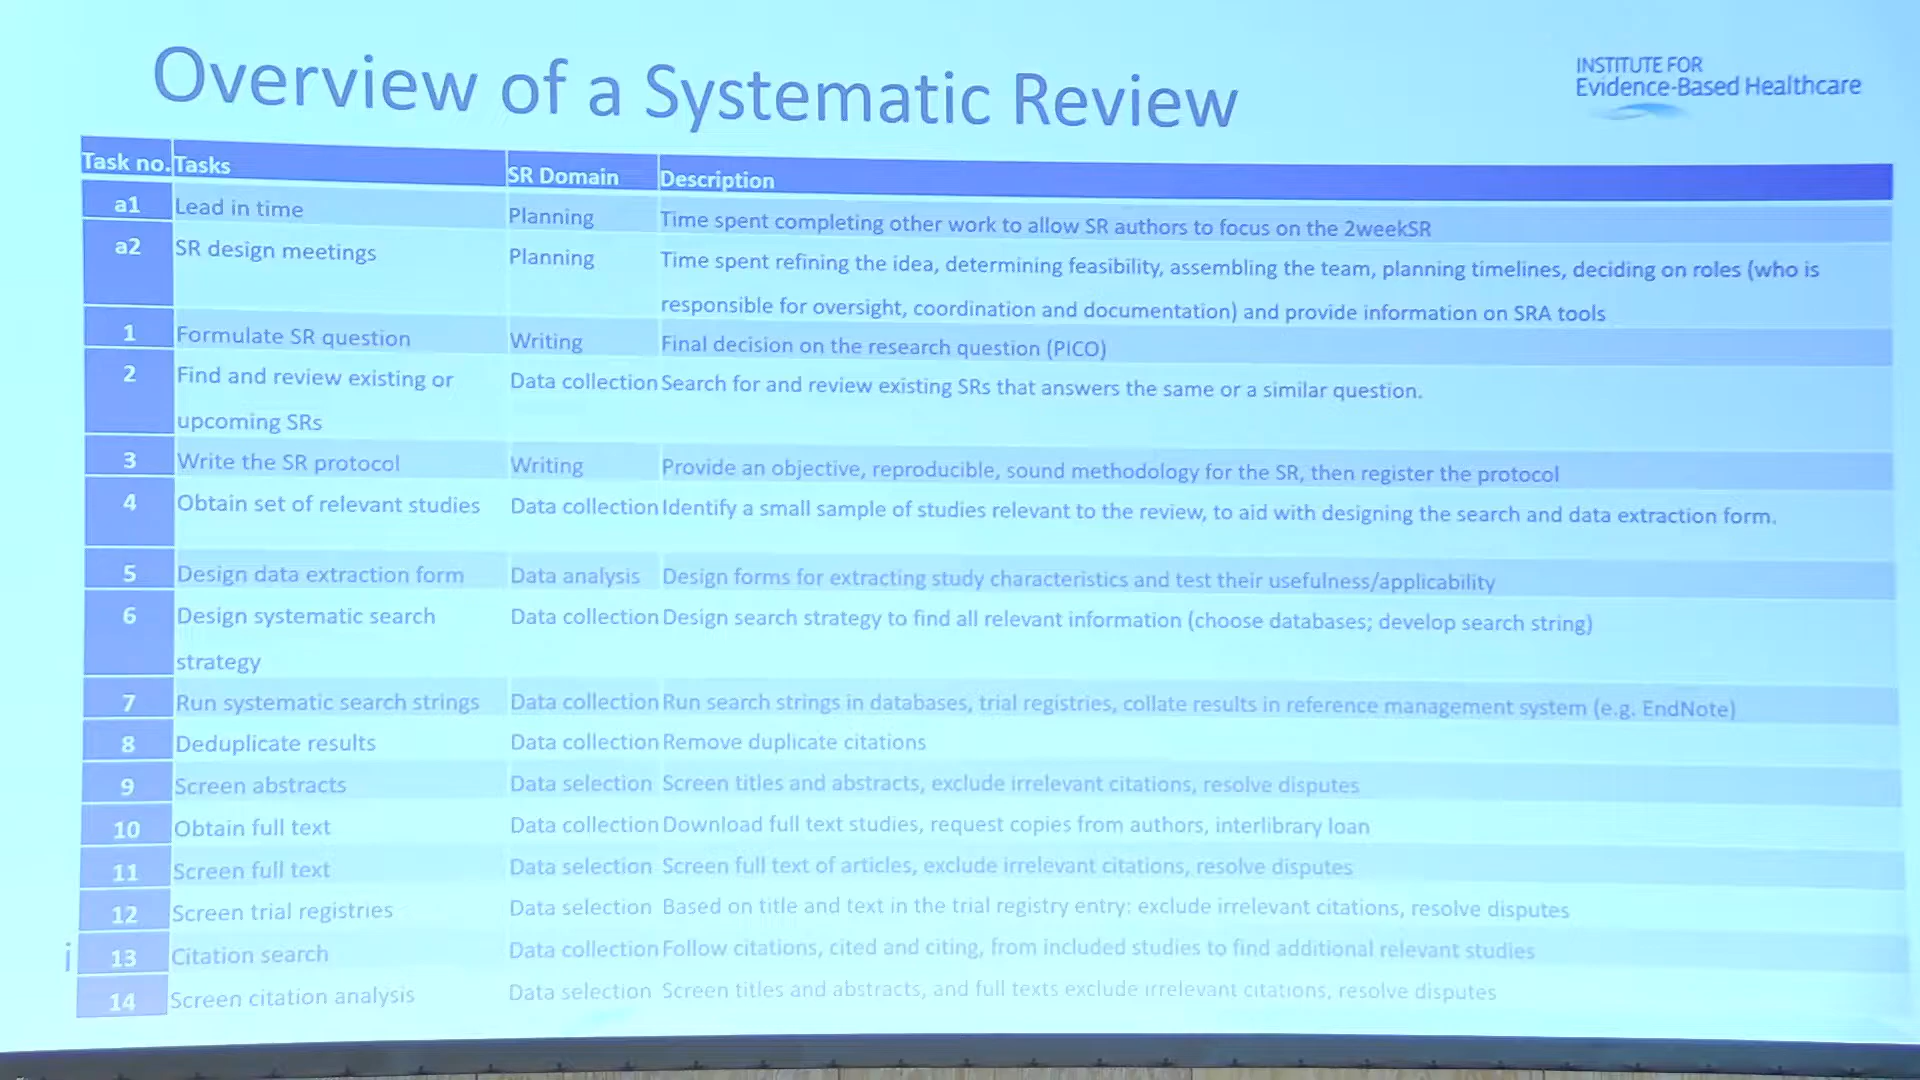 Overview of a Systematic Review
INSTITUTE FOR
Evidence-Based Healthcare
Task no. Tasks SR Domain Description
a1 Lead in time Planning Time spent completing other work to allow SR authors to focus on the 2weekSR
a2 SR design meetings Planning Time spent refining the idea, determining feasibility, assembling the team, planning timelines, deciding on roles (who is
responsible for oversight, coordination and documentation) and provide information on SRA tools
1 Formulate SR question Writing Final decision on the research question (PICO)
2 Find and review existing or Data collection Search for and review existing SRs that answers the same or a similar question.
upcoming SRs
3 Write the SR protocol Writing Provide an objective, reproducible, sound methodology for the SR, then register the protocol
4 Obtain set of relevant studies Data collection Identify a small sample of studies relevant to the review, to aid with designing the search and data extraction form.
5 Design data extraction form Data analysis Design forms for extracting study characteristics and test their usefulness/applicability
6 Design systematic search Data collection Design search strategy to find all relevant information (choose databases; develop search string)
strategy
7 Run systematic search strings Data collection Run search strings in databases, trial registries, collate results in reference management system (e.g. EndNote)
8 Deduplicate results Data collection Remove duplicate citations
9 Screen abstracts Data selection Screen titles and abstracts, exclude irrelevant citations, resolve disputes
10 Obtain full text Data collection Download full text studies, request copies from authors, interlibrary loan
11 Screen full text Data selection Screen full text of articles, exclude irrelevant citations, resolve disputes
12 Screen trial registries Data selection Based on title and text in the trial registry entry: exclude irrelevant citations, resolve disputes
i 13 Citation search Data collection Follow citations, cited and citing, from included studies to find additional relevant studies
14 Screen citation analysis Data selection Screen titles and abstracts, and full texts exclude irrelevant citations, resolve disputes